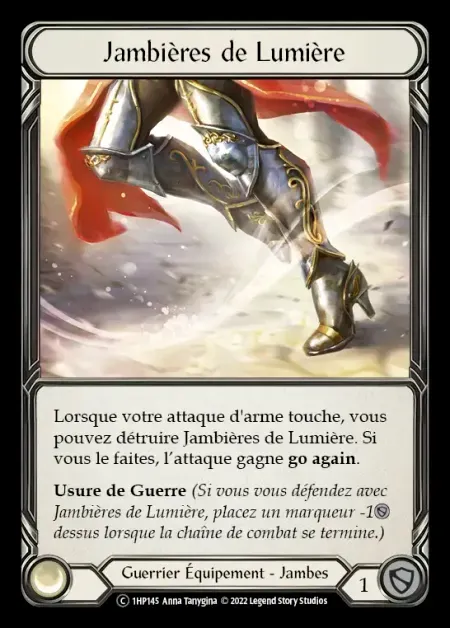 Jambières de Lumière
Lorsque votre attaque d'arme touche, vous
pouvez détruire Jambières de Lumière. Si
vous le faites, l'attaque gagne go again.
Usure de Guerre (Si vous vous défendez avec
Jambières de Lumière, placez un marqueur -1
dessus lorsque la chaîne de combat se termine.)
Guerrier Équipement - Jambes
1
C 1HP145 Anna Tanygina © 2022 Legend Story Studios